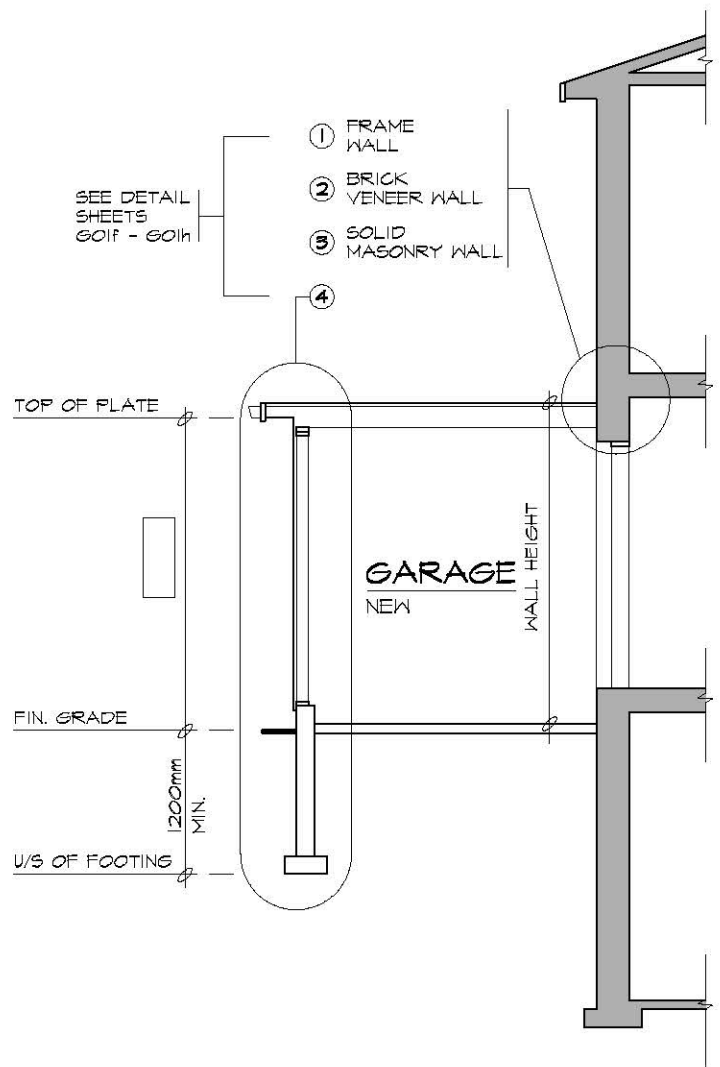 1 FRAME
WALL
2 BRICK
VENEER WALL
3 SOLID
MASONRY WALL
4
SEE DETAIL
SHEETS
G01f - G01h
TOP OF PLATE
GARAGE
NEW
WALL HEIGHT
FIN. GRADE
1200mm
MIN.
U/S OF FOOTING